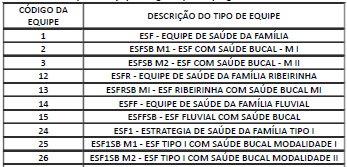 CÓDIGO DA EQUIPE DESCRIÇÃO DO TIPO DE EQUIPE
1 ESF - EQUIPE DE SAÚDE DA FAMÍLIA
2 ESFSB M1 - ESF COM SAÚDE BUCAL - M I
3 ESFSB M2 - ESF COM SAÚDE BUCAL - M II
12 ESFR - EQUIPE DE SAÚDE DA FAMÍLIA RIBEIRINHA
13 ESFRSB MI - ESF RIBEIRINHA COM SAÚDE BUCAL MI
14 ESFF - EQUIPE DE SAÚDE DA FAMÍLIA FLUVIAL
15 ESFFSB - ESF FLUVIAL COM SAÚDE BUCAL
24 ESF1 - ESTRATEGIA DE SAÚDE DA FAMÍLIA TIPO I
25 ESF1SB M1 - ESF TIPO I COM SAÚDE BUCAL MODALIDADE I
26 ESF1SB M2 - ESF TIPO I COM SAÚDE BUCAL MODALIDADE II